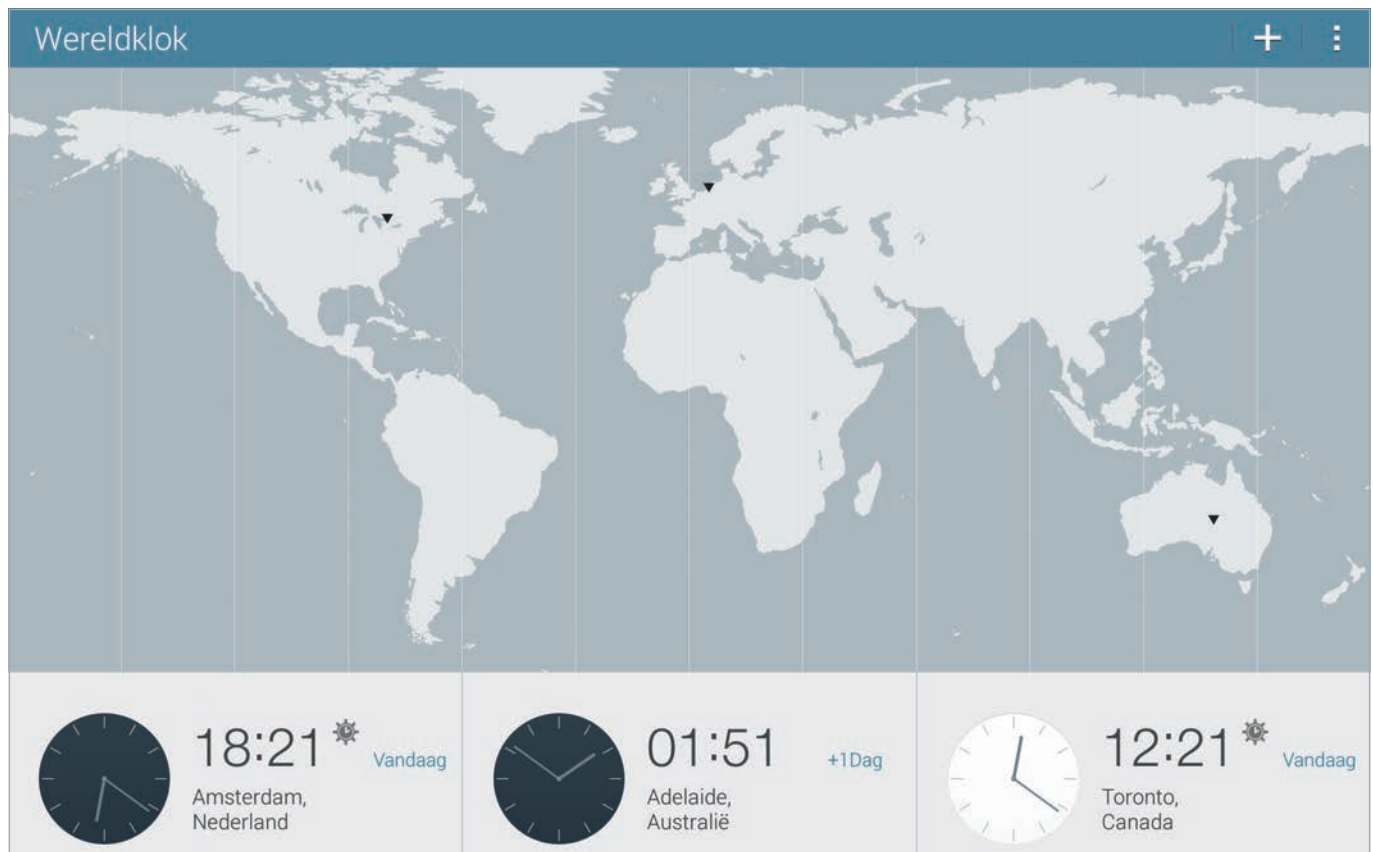 Wereldklok
18:21
Vandaag
Amsterdam,
Nederland
01:51
+1Dag
Adelaide,
Australië
12:21
Vandaag
Toronto,
Canada